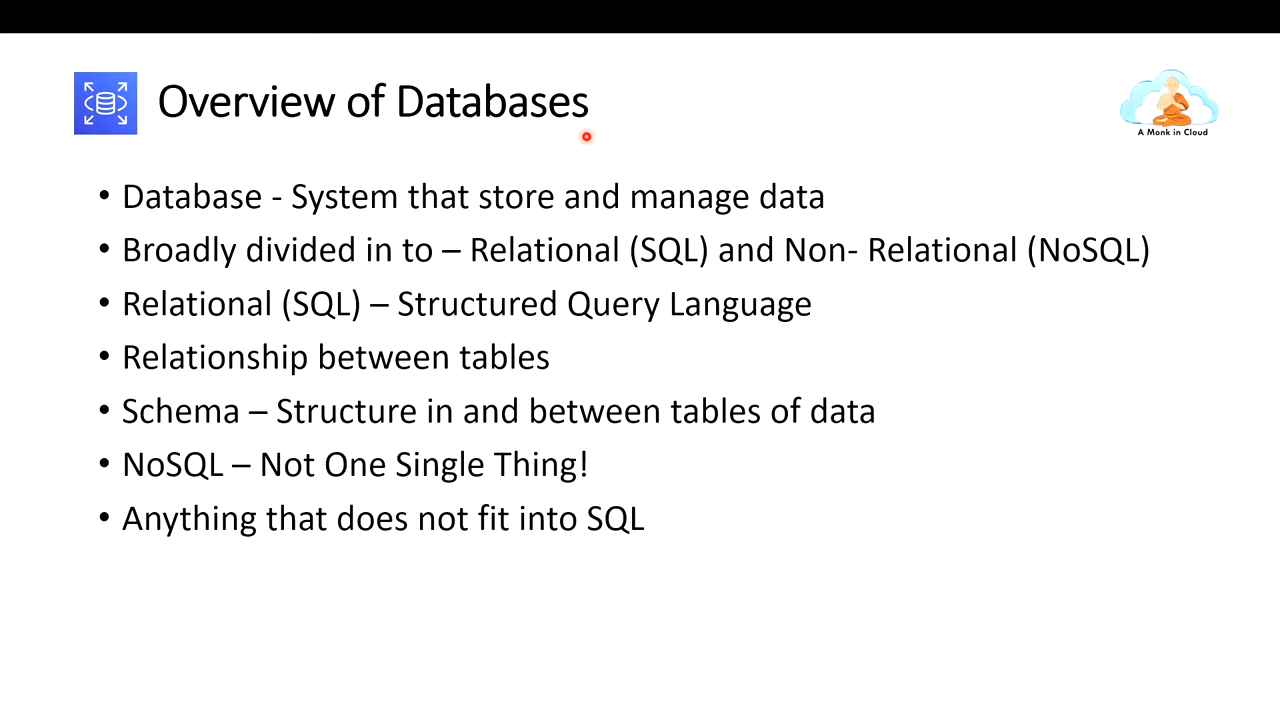 Overview of Databases
A Monk in Cloud
• Database - System that store and manage data
• Broadly divided in to – Relational (SQL) and Non- Relational (NoSQL)
• Relational (SQL) – Structured Query Language
• Relationship between tables
• Schema – Structure in and between tables of data
• NoSQL – Not One Single Thing!
• Anything that does not fit into SQL